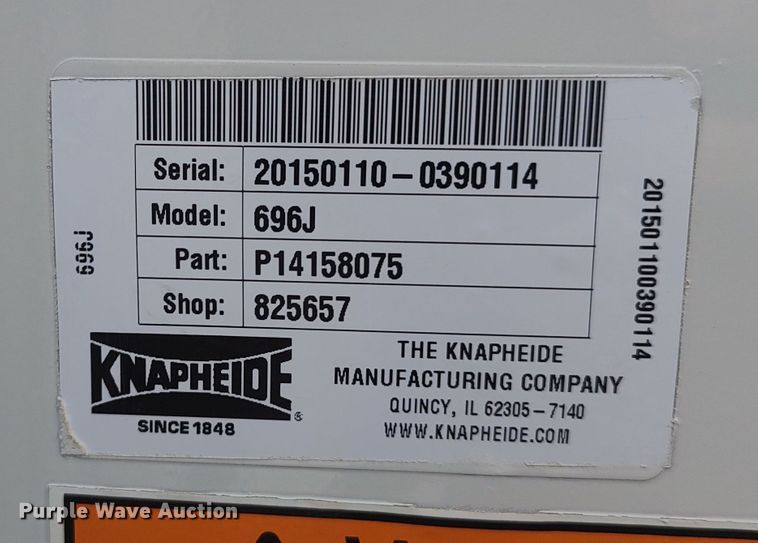 Serial: 20150110-0390114
Model: 696J
Part: P14158075
Shop: 825657
696J
201501100390114
KNAPHEIDE®
SINCE 1848
THE KNAPHEIDE
MANUFACTURING COMPANY
QUINCY, IL 62305-7140
WWW.KNAPHEIDE.COM
Purple Wave Auction